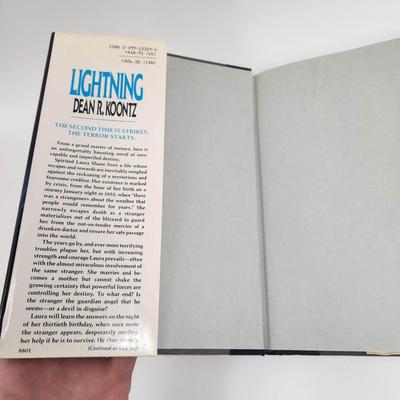 ISBN 0-399-13319-4
>$18.95 (US)
>$26.50 (CAN)
LIGHTNING
DEAN R. KOONTZ
THE SECOND TIME IT STRIKES,
THE TERROR STARTS.
From a grand master of menace, here is
an unforgettably haunting novel of ines-
capable and imperiled destiny.
Spirited Laura Shane lives a life whose
escapes and rewards are inevitably weighed
against the reckoning of a mysterious and
fearsome creditor. Her existence is marked
by crisis, from the hour of her birth on a
stormy January night in 1955, when "there
was a strangeness about the weather that
people would remember for years." She
narrowly escapes death as a stranger
materializes out of the blizzard to guard
her from the not-so-tender mercies of a
drunken doctor and ensure her safe passage
into the world.
The years go by, and ever more terrifying
troubles plague her, but with increasing
strength and courage Laura prevails—often
with the almost miraculous involvement of
the same stranger. She marries and be-
comes a mother but cannot shake the
growing certainty that powerful forces are
controlling her destiny. To what end? Is
the stranger the guardian angel that he
seems—or a devil in disguise?
Laura will learn the answers on the night
of her thirtieth birthday, when once more
the stranger appears, desperately needing
her help if he is to survive. He then
(Continued on back flap)
8801